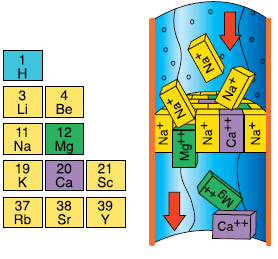 1
H
3
Li
4
Be
11
Na
12
Mg
19
K
20
Ca
21
Sc
37
Rb
38
Sr
39
Y
Na+
Na+
Na+
Na+
Na+
Ca++
Na+
Mg++
Mg++
Ca++